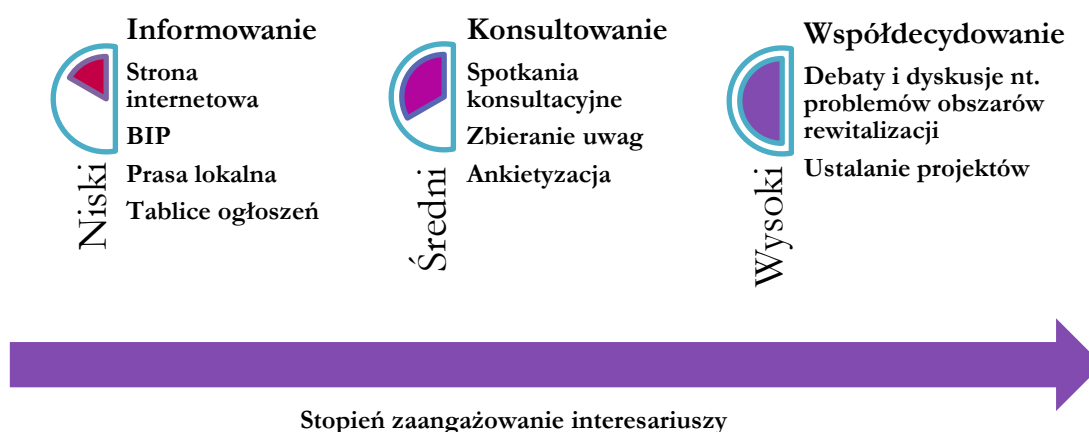 Informowanie
Strona
internetowa
BIP
Prasa lokalna
Tablice ogłoszeń
Niski
Konsultowanie
Spotkania
konsultacyjne
Zbieranie uwag
Ankietyzacja
Średni
Współdecydowanie
Debaty i dyskusje nt.
problemów obszarów
rewitalizacji
Ustalanie projektów
Wysoki
Stopień zaangażowanie interesariuszy